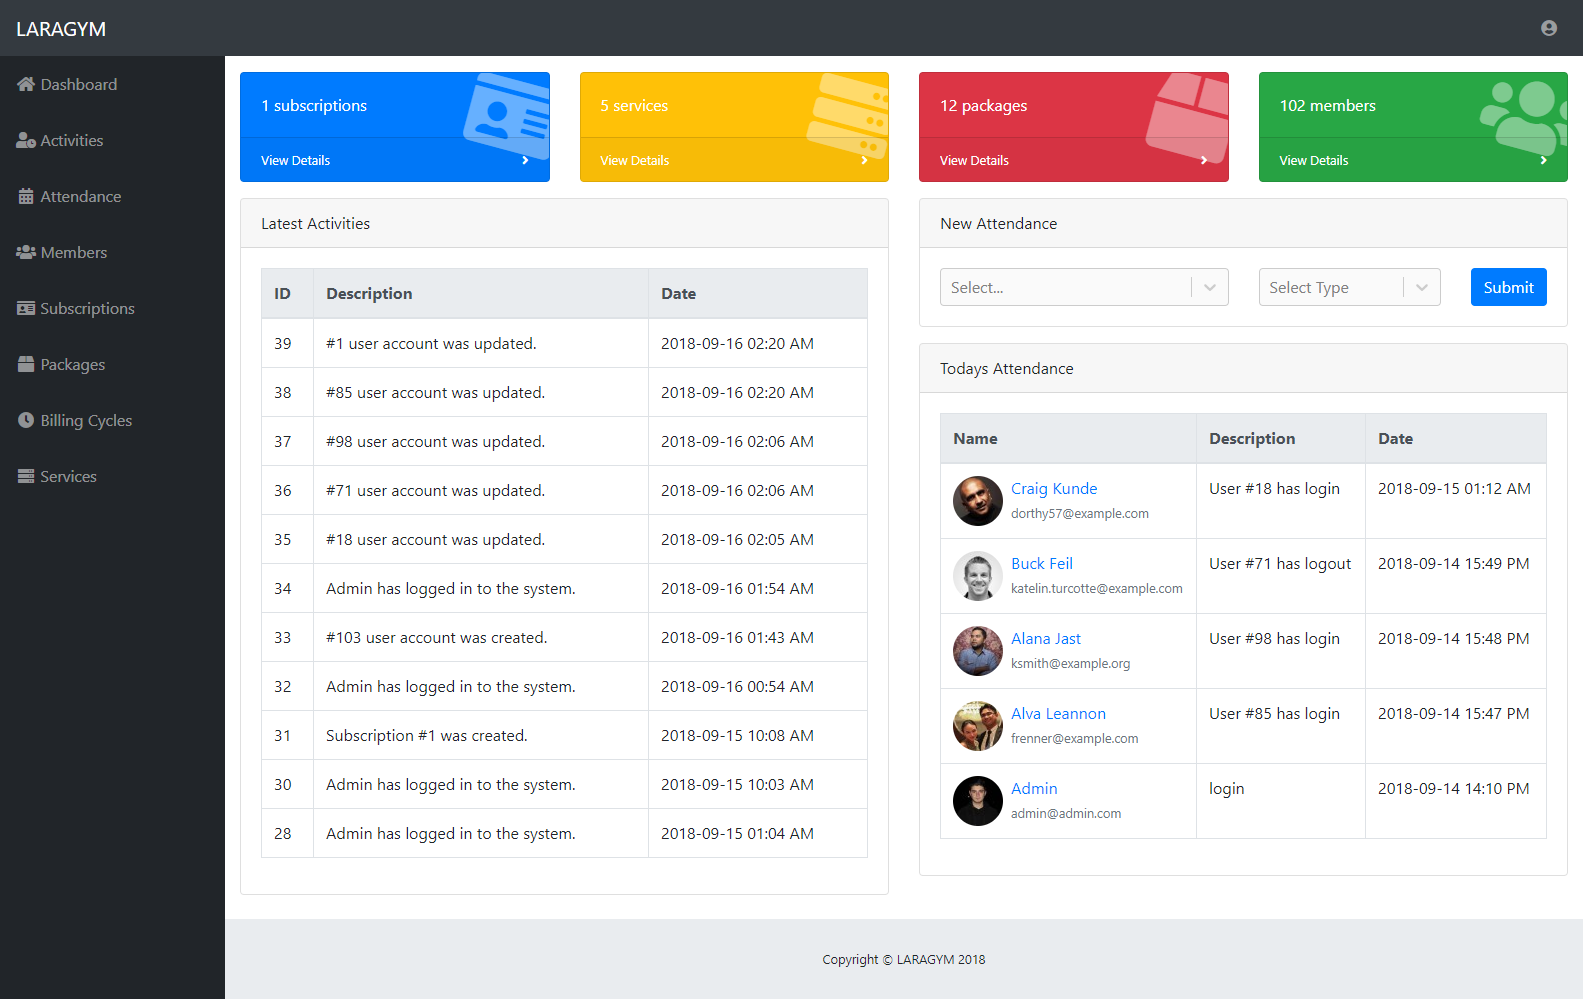 LARAGYM
Dashboard
Activities
Attendance
Members
Subscriptions
Packages
Billing Cycles
Services
1 subscriptions
View Details
5 services
View Details
12 packages
View Details
102 members
View Details
Latest Activities
ID Description Date
39 #1 user account was updated. 2018-09-16 02:20 AM
38 #85 user account was updated. 2018-09-16 02:20 AM
37 #98 user account was updated. 2018-09-16 02:06 AM
36 #71 user account was updated. 2018-09-16 02:06 AM
35 #18 user account was updated. 2018-09-16 02:05 AM
34 Admin has logged in to the system. 2018-09-16 01:54 AM
33 #103 user account was created. 2018-09-16 01:43 AM
32 Admin has logged in to the system. 2018-09-16 00:54 AM
31 Subscription #1 was created. 2018-09-15 10:08 AM
30 Admin has logged in to the system. 2018-09-15 10:03 AM
28 Admin has logged in to the system. 2018-09-15 01:04 AM
New Attendance
Select... Select Type Submit
Todays Attendance
Name Description Date
Craig Kunde User #18 has login 2018-09-15 01:12 AM
dorthy57@example.com
Buck Feil User #71 has logout 2018-09-14 15:49 PM
katelin.turcotte@example.com
Alana Jast User #98 has login 2018-09-14 15:48 PM
ksmith@example.org
Alva Leannon User #85 has login 2018-09-14 15:47 PM
frenner@example.com
Admin login 2018-09-14 14:10 PM
admin@admin.com
Copyright © LARAGYM 2018